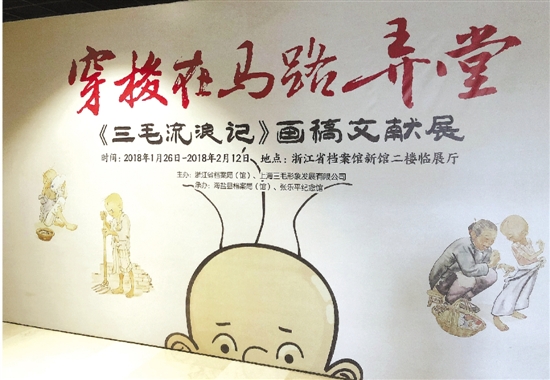 穿梭在马路弄堂
《三毛流浪记》画稿文献展
时间：2018年1月26日-2018年2月12日 地点：浙江省档案馆新馆二楼临展厅
主办：浙江省档案局（馆）、上海三毛形象发展有限公司
承办：海盐县档案局（馆）、张乐平纪念馆